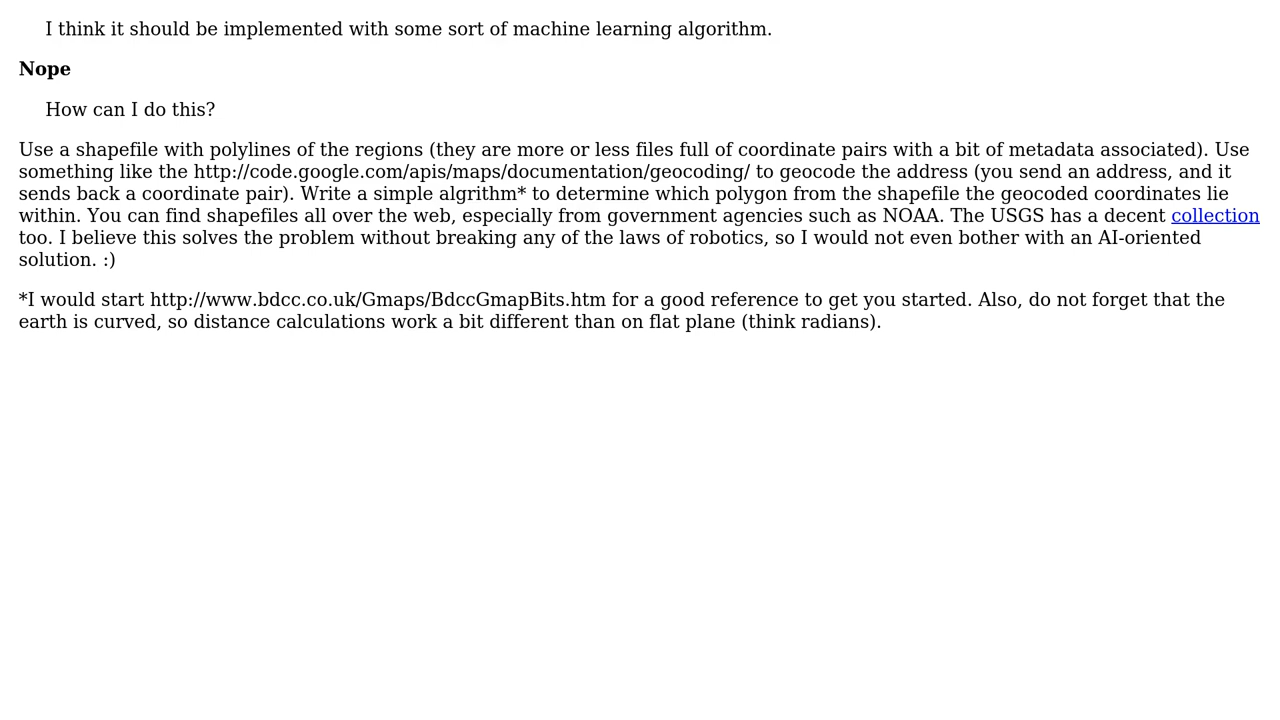 I think it should be implemented with some sort of machine learning algorithm.
Nope
How can I do this?
Use a shapefile with polylines of the regions (they are more or less files full of coordinate pairs with a bit of metadata associated). Use
something like the http://code.google.com/apis/maps/documentation/geocoding/ to geocode the address (you send an address, and it
sends back a coordinate pair). Write a simple algrithm* to determine which polygon from the shapefile the geocoded coordinates lie
within. You can find shapefiles all over the web, especially from government agencies such as NOAA. The USGS has a decent collection
too. I believe this solves the problem without breaking any of the laws of robotics, so I would not even bother with an AI-oriented
solution. :)
*I would start http://www.bdcc.co.uk/Gmaps/BdccGmapBits.htm for a good reference to get you started. Also, do not forget that the
earth is curved, so distance calculations work a bit different than on flat plane (think radians).